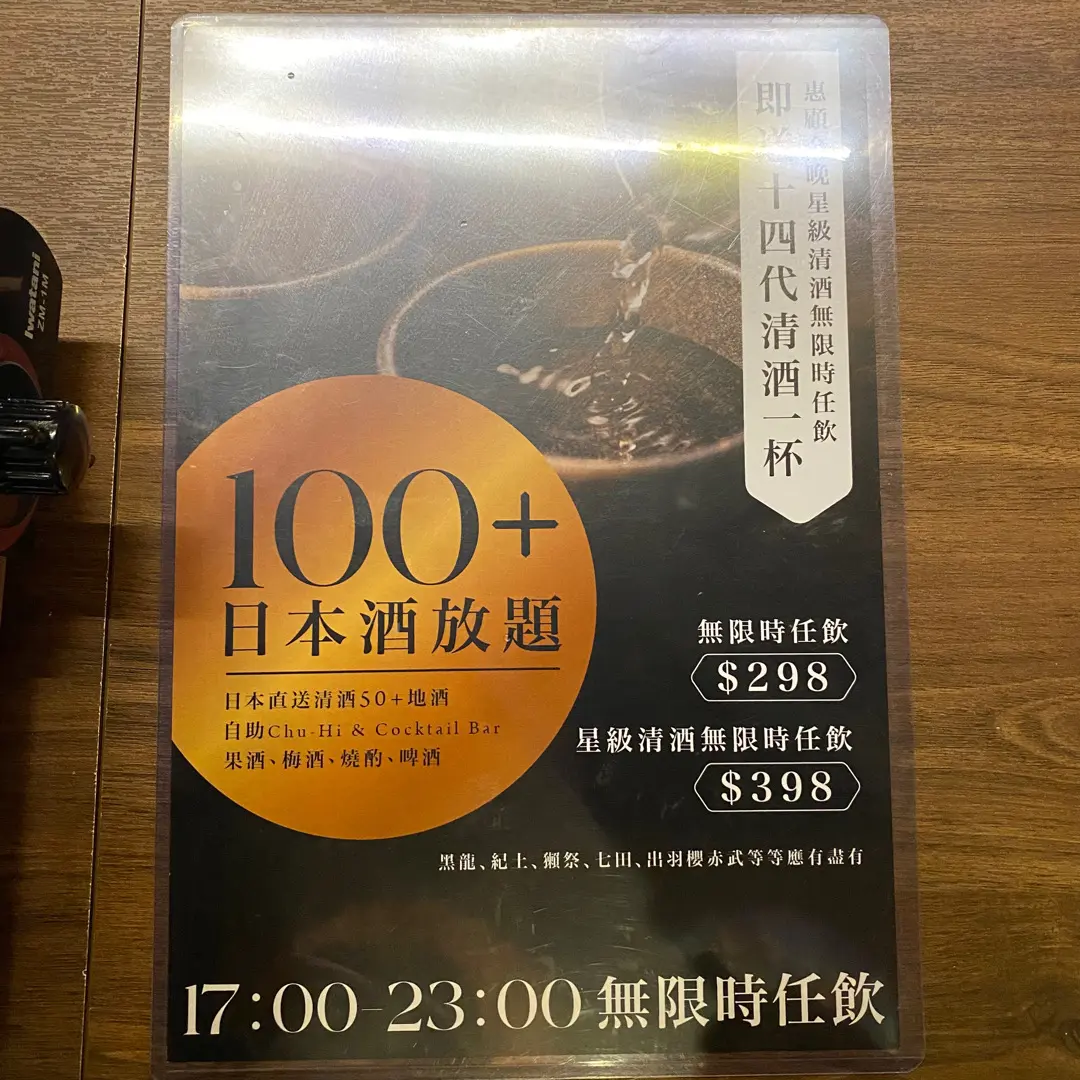 惠顧今晚星級清酒無限時任飲
即送十四代清酒一杯
Iwatani
ZM-1M
100+
日本酒放題
日本直送清酒50+地酒
自助Chu-Hi & Cocktail Bar
果酒、梅酒、燒酌、啤酒
無限時任飲
$298
星級清酒無限時任飲
$398
黑龍、紀土、獺祭、七田、出羽櫻赤武等等應有盡有
17:00-23:00 無限時任飲